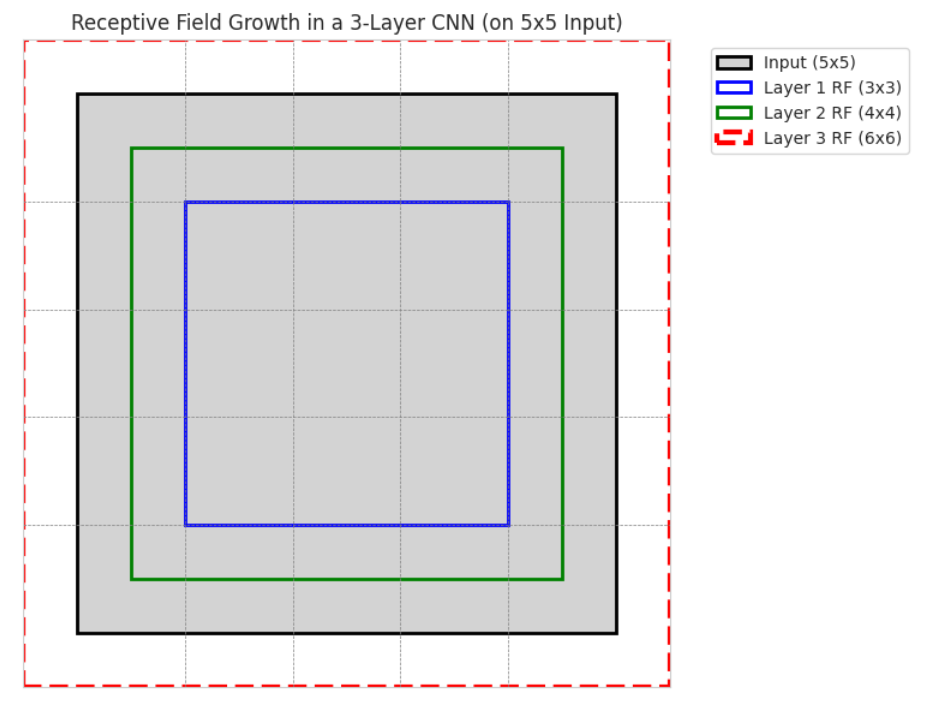 Receptive Field Growth in a 3-Layer CNN (on 5x5 Input)
Input (5x5)
Layer 1 RF (3x3)
Layer 2 RF (4x4)
Layer 3 RF (6x6)